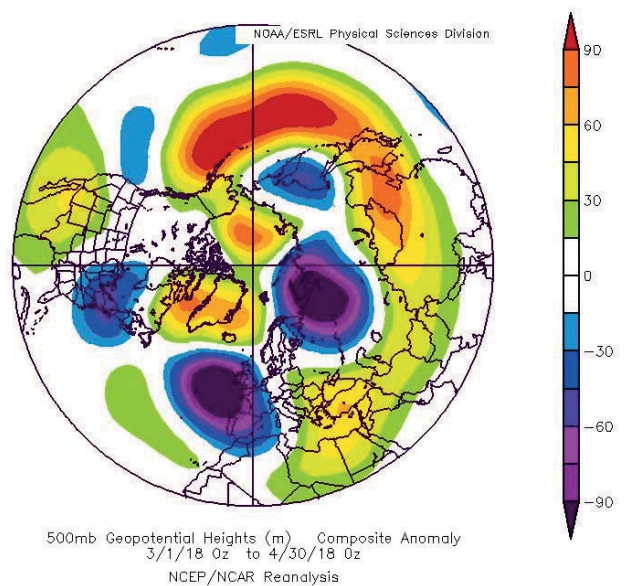 NOAA/ESRL Physical Sciences Division
90
60
30
0
-30
-60
-90
500mb Geopotential Heights (m) Composite Anomaly
3/1/18 0z to 4/30/18 0z
NCEP/NCAR Reanalysis